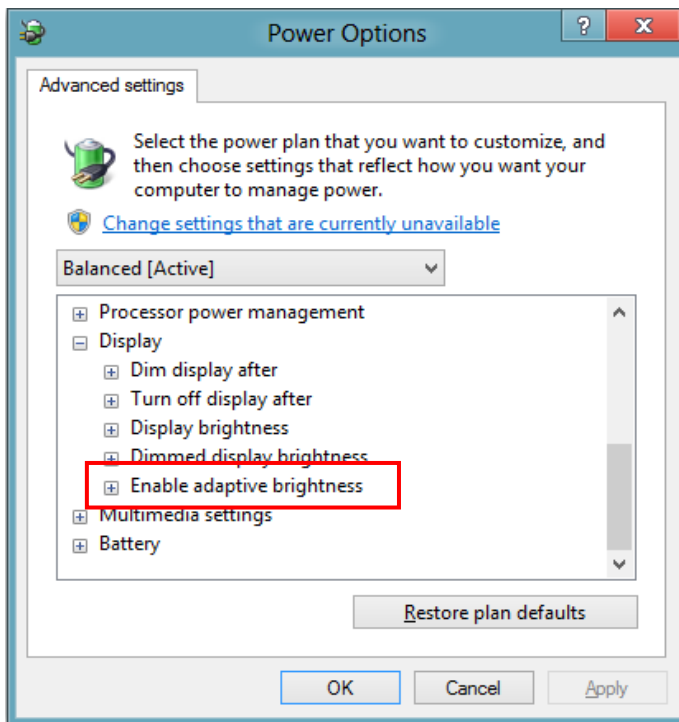 Power Options
?
x
Advanced settings
Select the power plan that you want to customize, and
then choose settings that reflect how you want your
computer to manage power.
Change settings that are currently unavailable
Balanced [Active]
Processor power management
Display
Dim display after
Turn off display after
Display brightness
Dimmed display brightness
Enable adaptive brightness
Multimedia settings
Battery
Restore plan defaults
OK Cancel Apply